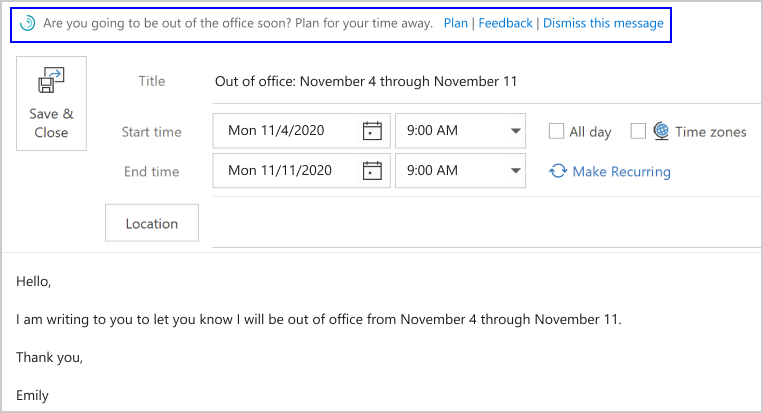 Are you going to be out of the office soon? Plan for your time away. Plan | Feedback | Dismiss this message
Save &
Close
Title Out of office: November 4 through November 11
Start time Mon 11/4/2020 9:00 AM All day Time zones
End time Mon 11/11/2020 9:00 AM Make Recurring
Location
Hello,
I am writing to you to let you know I will be out of office from November 4 through November 11.
Thank you,
Emily